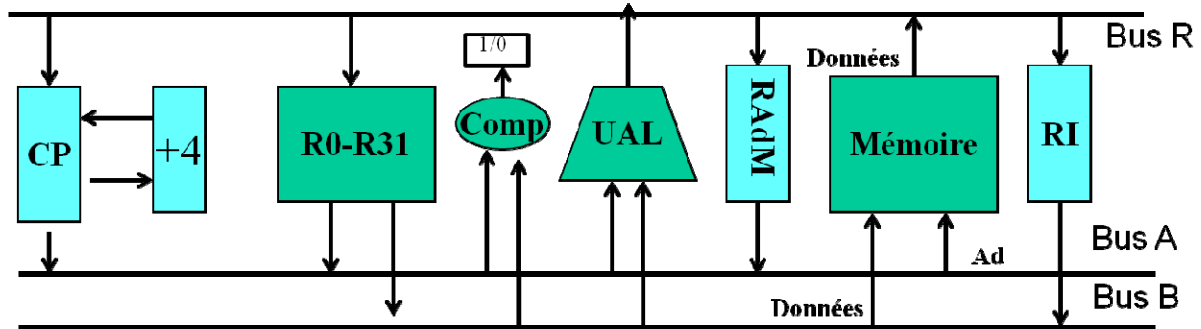 1/0
Bus R
Données
CP
+4
R0-R31
Comp
UAL
RAdM
Mémoire
RI
Bus A
Ad
Bus B
Données